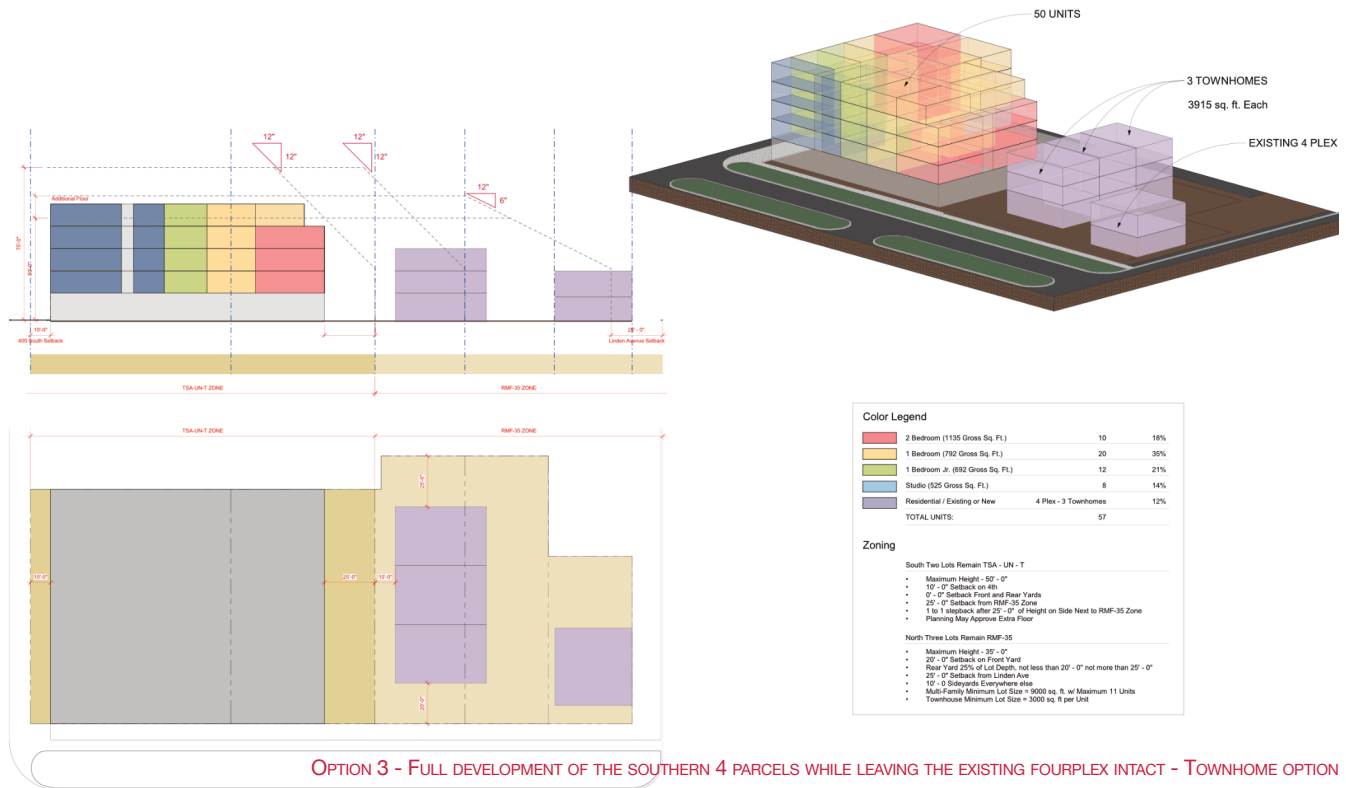 50 UNITS
3 TOWNHOMES
3915 sq. ft. Each
EXISTING 4 PLEX
12"
12"
12"
12"
12"
6"
Additional Floor
75'-0"
10'-0"
400 South Setback
25' - 0".
Linden Avenue Setback
TSA-UN-T ZONE
RMF-35 ZONE
TSA-UN-T ZONE
RMF-35 ZONE
25'-0"
10'-0"
25'-0"
10'-0"
20'-0"
Color Legend
2 Bedroom (1135 Gross Sq. Ft.) 10 18%
1 Bedroom (792 Gross Sq. Ft.) 20 35%
1 Bedroom Jr. (692 Gross Sq. Ft.) 12 21%
Studio (525 Gross Sq. Ft.) 8 14%
Residential / Existing or New 4 Plex - 3 Townhomes 12%
TOTAL UNITS: 57
Zoning
South Two Lots Remain TSA - UN - T
• Maximum Height - 50' - 0"
• 10' - 0" Setback on 4th
• 0' - 0" Setback Front and Rear Yards
• 25' - 0" Setback from RMF-35 Zone
• 1 to 1 stepback after 25' - 0" of Height on Side Next to RMF-35 Zone
• Planning May Approve Extra Floor
North Three Lots Remain RMF-35
• Maximum Height - 35' - 0"
• 20' - 0" Setback on Front Yard
• Rear Yard 25% of Lot Depth, not less than 20' - 0" not more than 25' - 0"
• 25' - 0" Setback from Linden Ave
• 10' - 0 Sideyards Everywhere else
• Multi-Family Minimum Lot Size = 9000 sq. ft. w/ Maximum 11 Units
• Townhouse Minimum Lot Size = 3000 sq. ft per Unit
OPTION 3 - FULL DEVELOPMENT OF THE SOUTHERN 4 PARCELS WHILE LEAVING THE EXISTING FOURPLEX INTACT - TOWNHOME OPTION